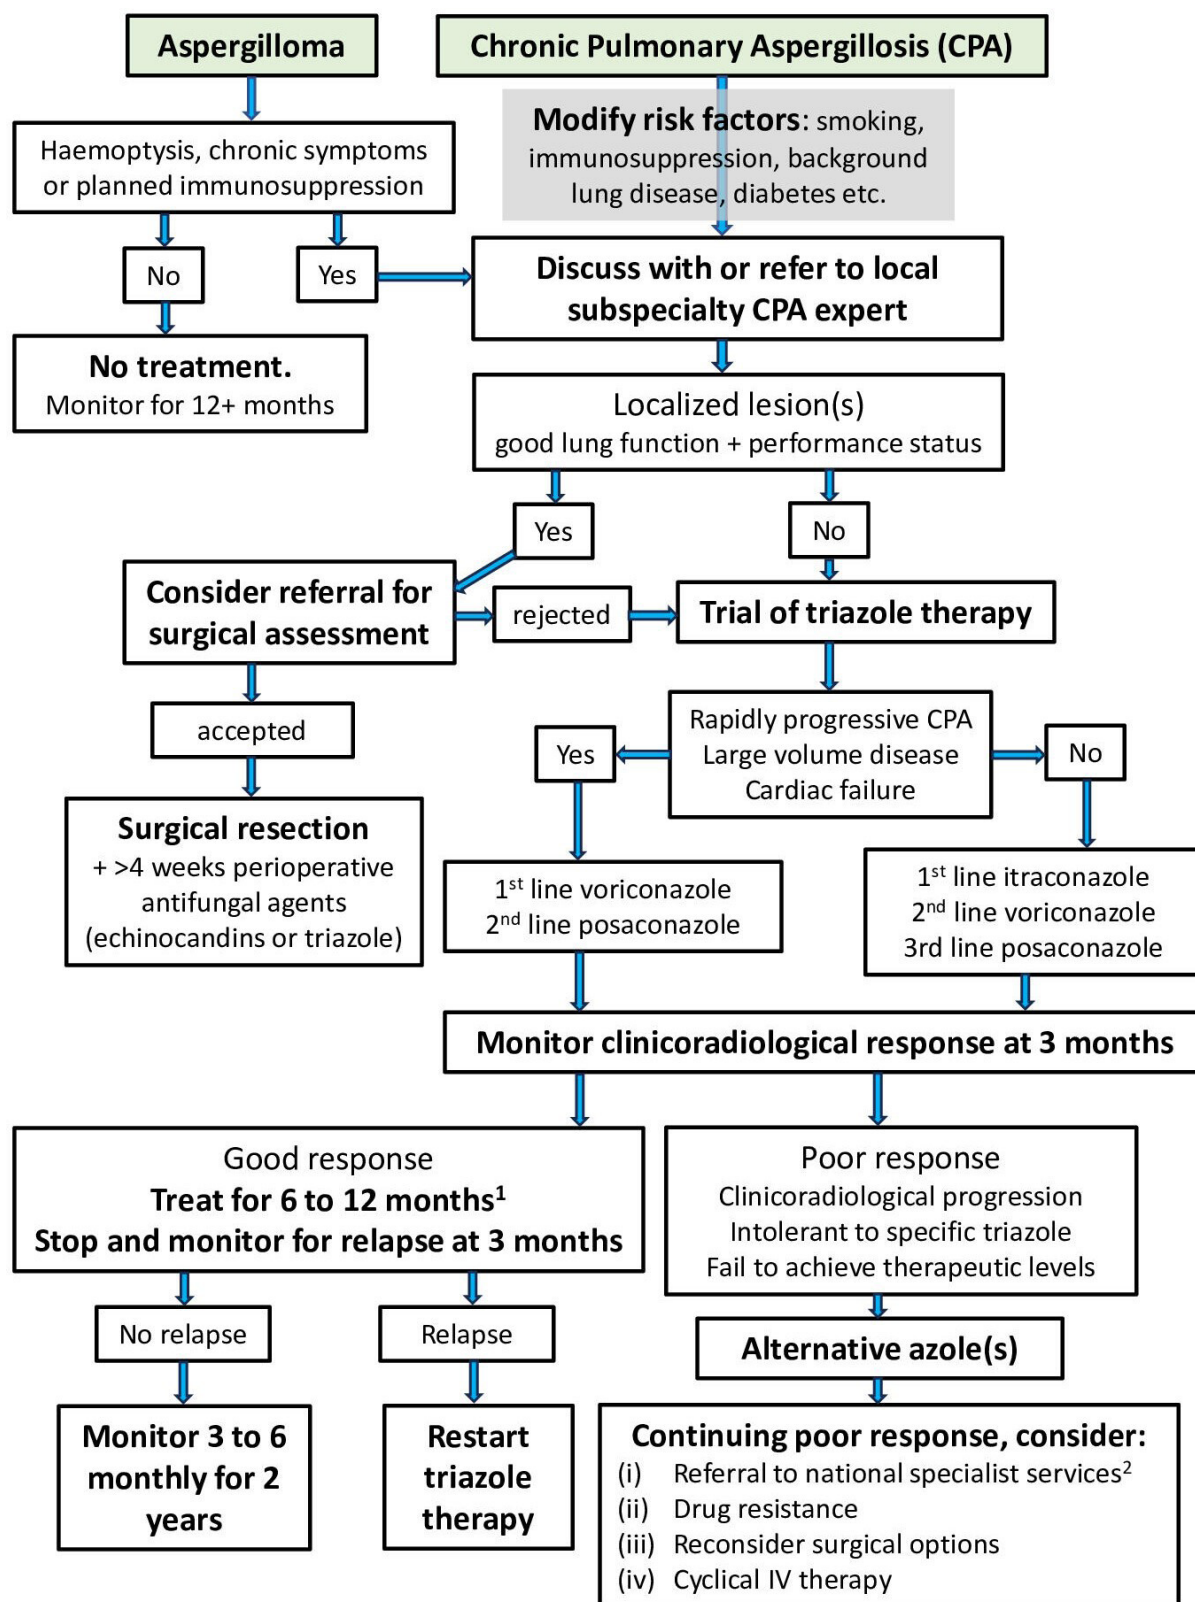 Aspergilloma
Chronic Pulmonary Aspergillosis (CPA)
Haemoptysis, chronic symptoms
or planned immunosuppression
Modify risk factors: smoking,
immunosuppression, background
lung disease, diabetes etc.
No
Yes
Discuss with or refer to local
subspecialty CPA expert
No treatment.
Monitor for 12+ months
Localized lesion(s)
good lung function + performance status
Yes
No
Consider referral for
surgical assessment
rejected
Trial of triazole therapy
accepted
Yes
Rapidly progressive CPA
Large volume disease
Cardiac failure
No
Surgical resection
+ >4 weeks perioperative
antifungal agents
(echinocandins or triazole)
1st line voriconazole
2nd line posaconazole
1st line itraconazole
2nd line voriconazole
3rd line posaconazole
Monitor clinicoradiological response at 3 months
Good response
Treat for 6 to 12 months1
Stop and monitor for relapse at 3 months
Poor response
Clinicoradiological progression
Intolerant to specific triazole
Fail to achieve therapeutic levels
No relapse
Relapse
Alternative azole(s)
Monitor 3 to 6
monthly for 2
years
Restart
triazole
therapy
Continuing poor response, consider:
(i) Referral to national specialist services2
(ii) Drug resistance
(iii) Reconsider surgical options
(iv) Cyclical IV therapy